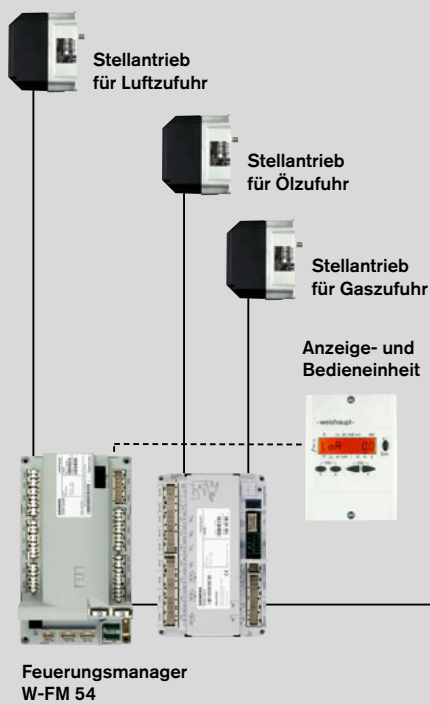 Stellantrieb
für Luftzufuhr
Stellantrieb
für Ölzufuhr
Stellantrieb
für Gaszufuhr
Anzeige- und
Bedieneinheit
-weishaupt-
Feuerungsmanager
W-FM 54